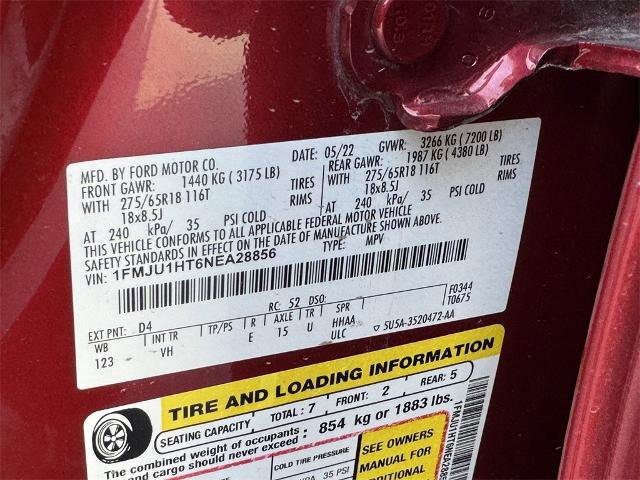 MFD. BY FORD MOTOR CO.
DATE: 05/22 GVWR: 3266 KG ( 7200 LB)
FRONT GAWR: 1440 KG ( 3175 LB) REAR GAWR: 1987 KG ( 4380 LB)
WITH 275/65R18 116T TIRES 275/65R18 116T TIRES
18x8.5J RIMS 18x8.5J RIMS
AT 240 kPa/ 35 PSI COLD AT 240 kPa/ 35 PSI COLD
THIS VEHICLE CONFORMS TO ALL APPLICABLE FEDERAL MOTOR VEHICLE
SAFETY STANDARDS IN EFFECT ON THE DATE OF MANUFACTURE SHOWN ABOVE.
VIN: 1FMJU1HT6NEA28856 TYPE: MPV
F0344
T0675
RC: 52 DSO:
EXT PNT: D4
WB INT TR TP/PS R AXLE TR SPR
123 VH E 15 U HHAA
ULC ▽ 5U5A-3520472-AA
TIRE AND LOADING INFORMATION
SEATING CAPACITY TOTAL: 7 FRONT: 2 REAR: 5
The combined weight of occupants
and cargo should never exceed : 854 kg or 1883 lbs.
COLD TIRE PRESSURE
35 PSI
SEE OWNERS
MANUAL FOR